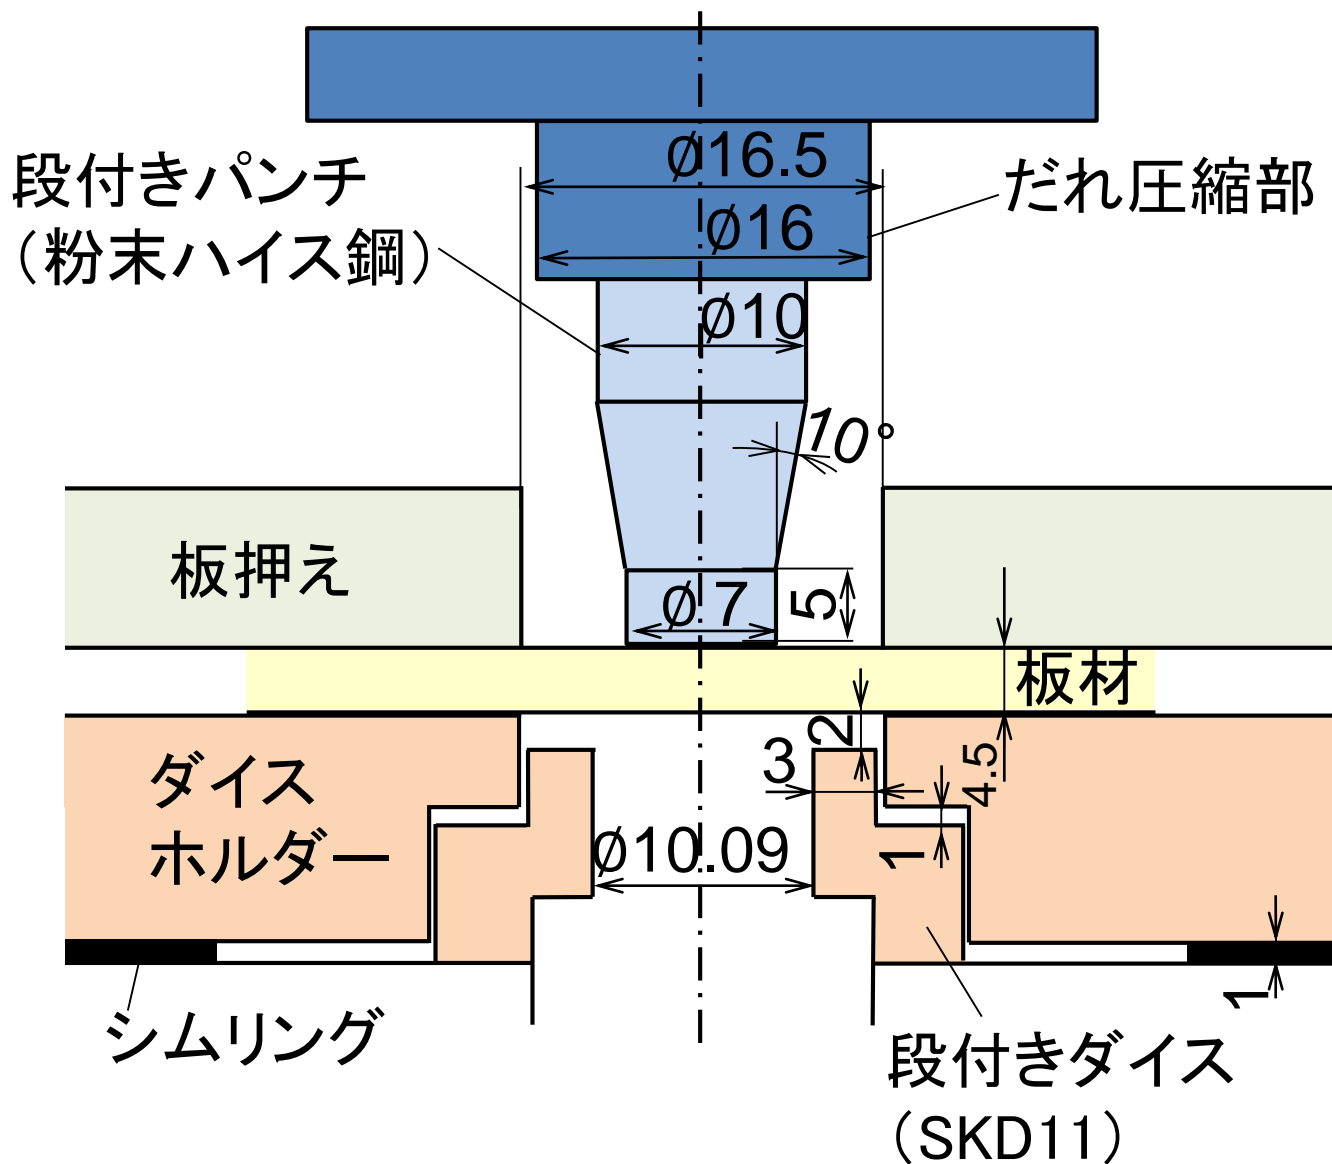 Ø16.5
段付きパンチ
（粉末ハイス鋼）
だれ圧縮部
Ø16
Ø10
10°
板押え
Ø7
5
板材
2
3
4.5
ダイス
ホルダー
Ø10.09
1
1
シムリング
段付きダイス
（SKD11）